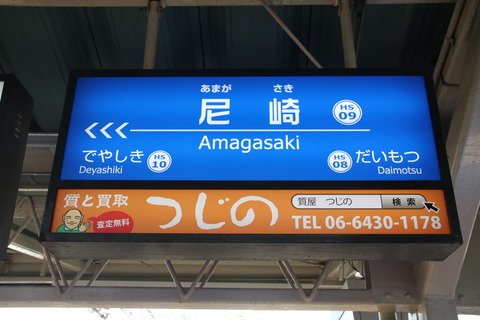 あまが さき
尼 崎
HS
09
Amagasaki
でやしき
HS
10
Deyashiki
HS
08
だいもつ
Daimotsu
質と買取
査定無料
つじの
質屋 つじの 検索
TEL 06-6430-1178